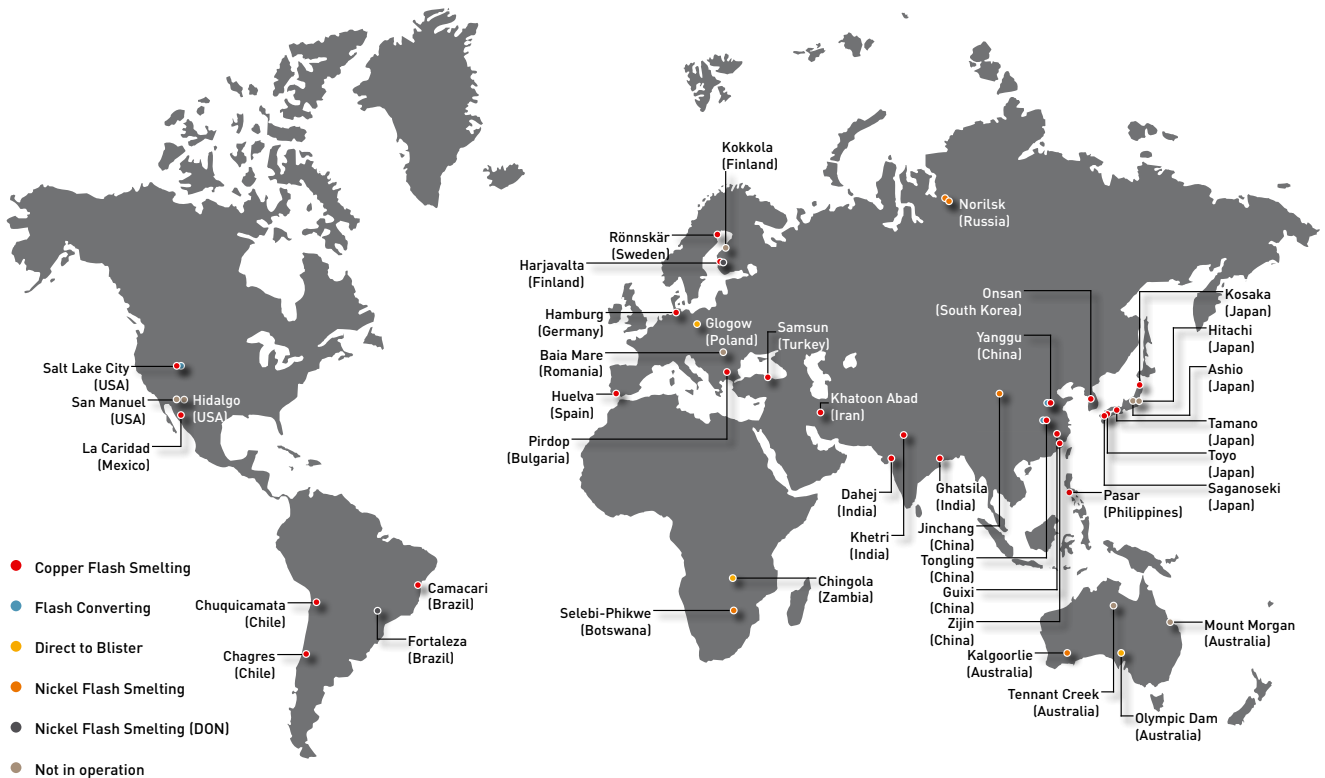 Kokkola
(Finland)
Norilsk
(Russia)
Rönnskär
(Sweden)
Harjavalta
(Finland)
Onsan
(South Korea)
Kosaka
(Japan)
Hamburg
(Germany)
Glogow
(Poland)
Samsun
(Turkey)
Yanggu
(China)
Hitachi
(Japan)
Baia Mare
(Romania)
Ashio
(Japan)
Salt Lake City
(USA)
San Manuel
(USA)
Hidalgo
(USA)
Huelva
(Spain)
Khatoon Abad
(Iran)
La Caridad
(Mexico)
Pirdop
(Bulgaria)
Tamano
(Japan)
Toyo
(Japan)
Saganoseki
(Japan)
Dahej
(India)
Ghatsila
(India)
Pasar
(Philippines)
Khetri
(India)
Jinchang
(China)
Tongling
(China)
Guixi
(China)
Zijin
(China)
Copper Flash Smelting
Flash Converting
Direct to Blister
Nickel Flash Smelting
Nickel Flash Smelting (DON)
Not in operation
Chuquicamata
(Chile)
Camacari
(Brazil)
Chagres
(Chile)
Fortaleza
(Brazil)
Chingola
(Zambia)
Selebi-Phikwe
(Botswana)
Kalgoorlie
(Australia)
Mount Morgan
(Australia)
Tennant Creek
(Australia)
Olympic Dam
(Australia)